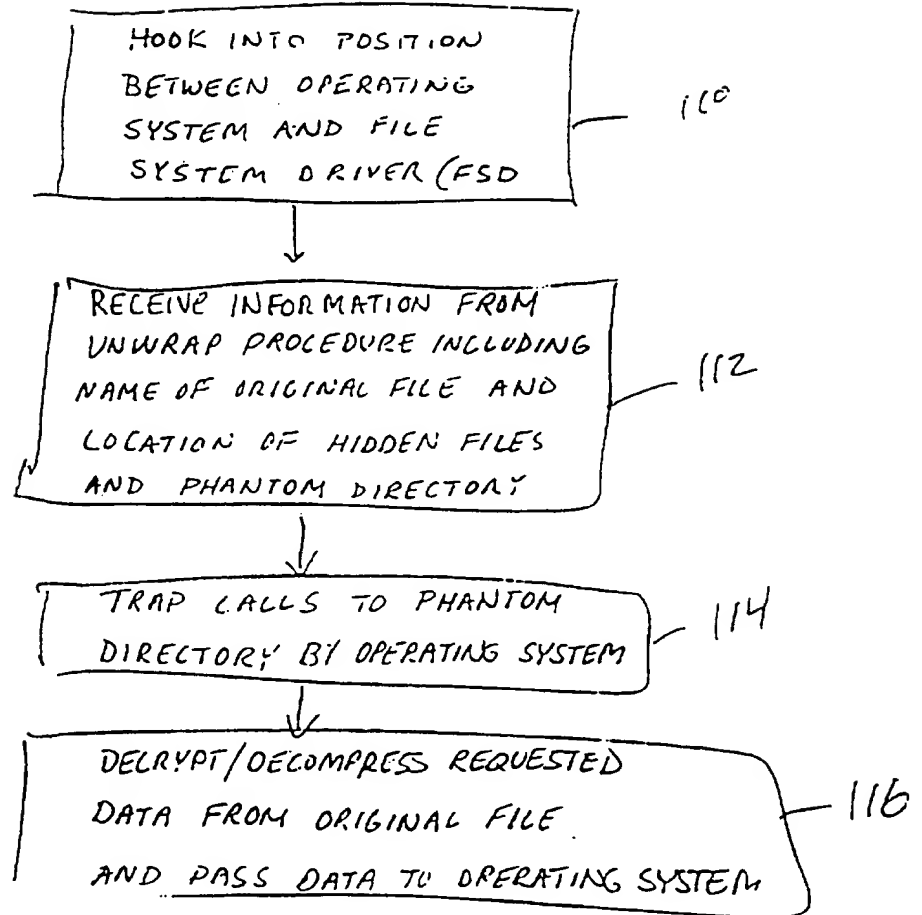 HOOK INTO POSITION
BETWEEN OPERATING
SYSTEM AND FILE
SYSTEM DRIVER (FSD
110
RECEIVE INFORMATION FROM
UNWRAP PROCEDURE INCLUDING
NAME OF ORIGINAL FILE AND
LOCATION OF HIDDEN FILES
AND PHANTOM DIRECTORY
112
TRAP CALLS TO PHANTOM
DIRECTORY BY OPERATING SYSTEM
114
DECRYPT/DECOMPRESS REQUESTED
DATA FROM ORIGINAL FILE
AND PASS DATA TO OPERATING SYSTEM
116